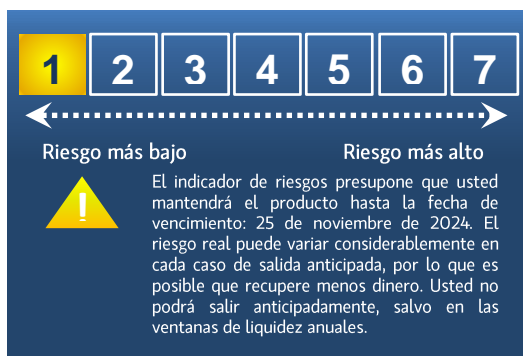 1 2 3 4 5 6 7
Riesgo más bajo Riesgo más alto
!
El indicador de riesgos presupone que usted
mantendrá el producto hasta la fecha de
vencimiento: 25 de noviembre de 2024. El
riesgo real puede variar considerablemente en
cada caso de salida anticipada, por lo que es
posible que recupere menos dinero. Usted no
podrá salir anticipadamente, salvo en las
ventanas de liquidez anuales.